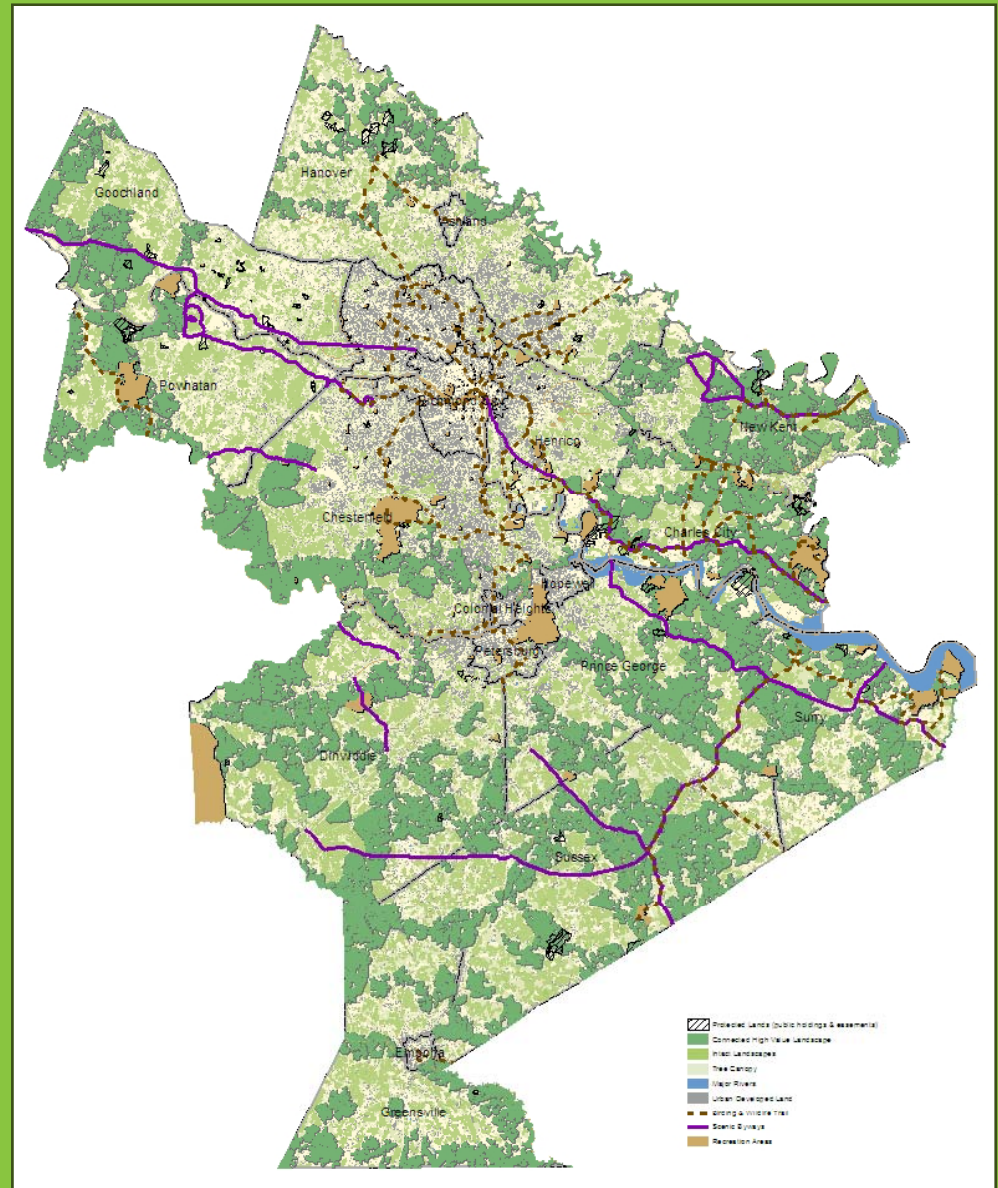 Hanover
Goochland
Ashland
Powhatan
Richmond
New Kent
Henrico
Chesterfield
Charles City
Hopewell
Colonial Heights
Petersburg
Prince George
Surry
Dinwiddie
Sussex
Emporia
Greensville
Protected Lands (public holdings & easements)
Connected High Value Landscape
Intact Landscapes
Tree Canopy
Major Rivers
Urban Developed Land
Birding & Wildlife Trail
Scenic Byways
Recreation Areas